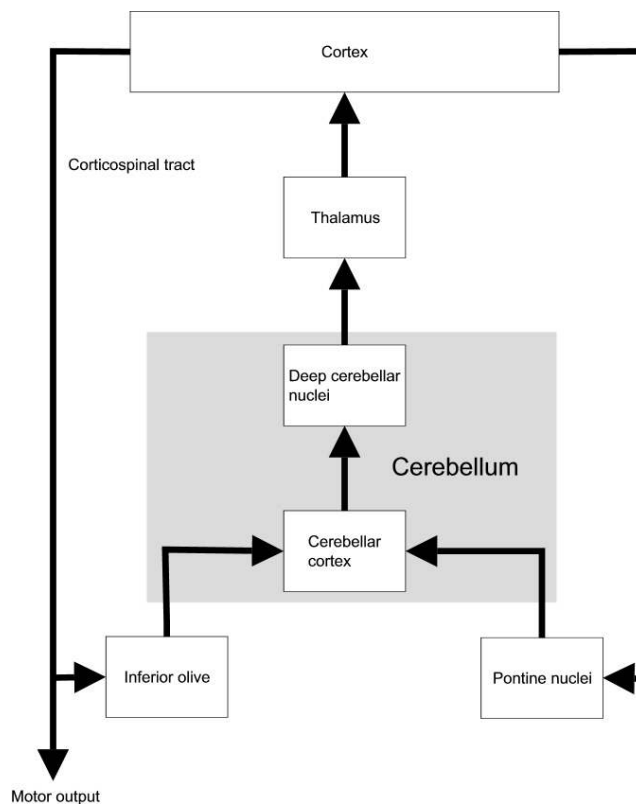 Cortex
Corticospinal tract
Thalamus
Deep cerebellar
nuclei
Cerebellum
Cerebellar
cortex
Inferior olive
Pontine nuclei
Motor output